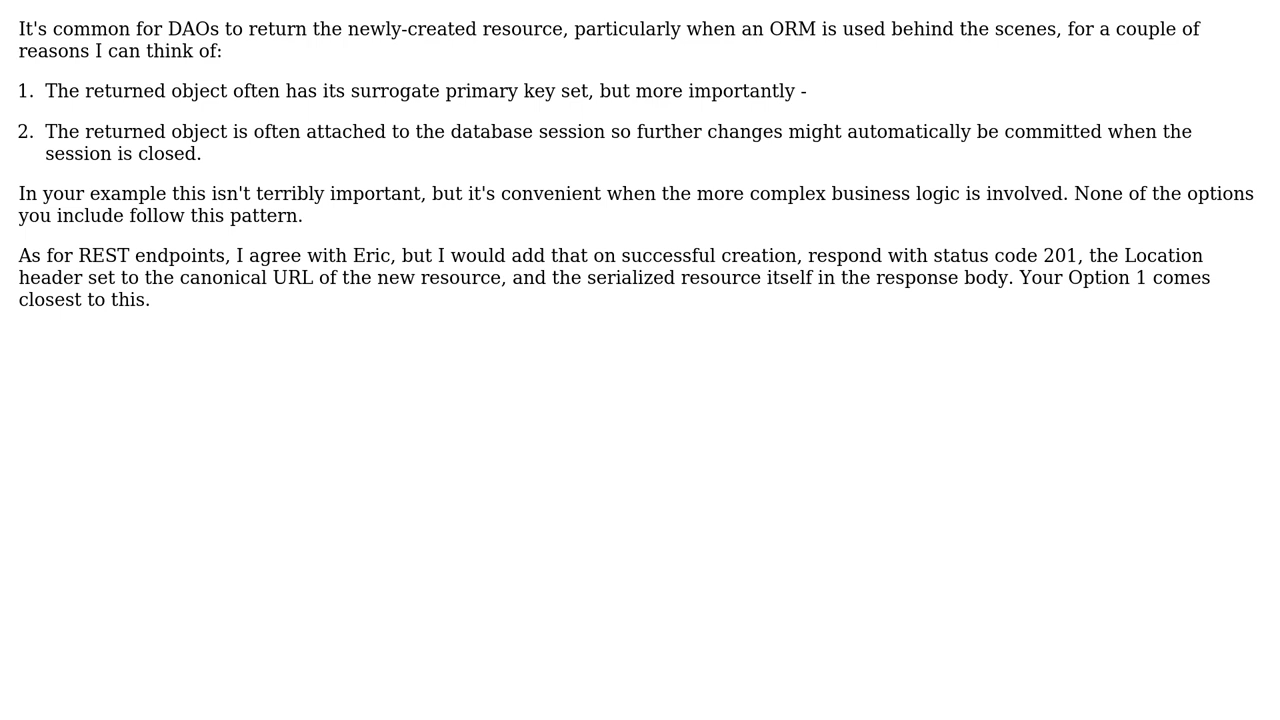 It's common for DAOs to return the newly-created resource, particularly when an ORM is used behind the scenes, for a couple of
reasons I can think of:
1. The returned object often has its surrogate primary key set, but more importantly -
2. The returned object is often attached to the database session so further changes might automatically be committed when the
session is closed.
In your example this isn't terribly important, but it's convenient when the more complex business logic is involved. None of the options
you include follow this pattern.
As for REST endpoints, I agree with Eric, but I would add that on successful creation, respond with status code 201, the Location
header set to the canonical URL of the new resource, and the serialized resource itself in the response body. Your Option 1 comes
closest to this.